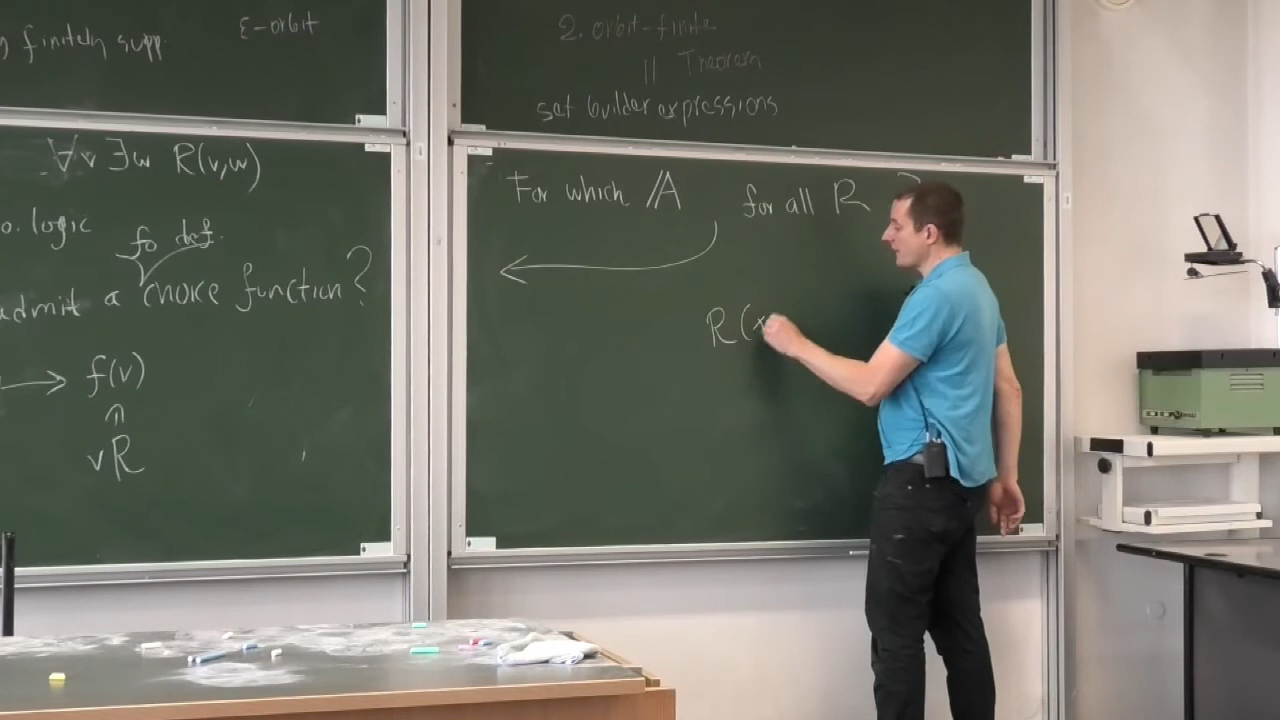 finitely supp.
ε-orbit
∀v ∃w R(v,w)
o. logic
fo def.
admit a choice function?
→ f(v)
⋒
vR
2. orbit-finite
|| Theorem
set builder expressions
For which 𝔸 for all R ?
R(x